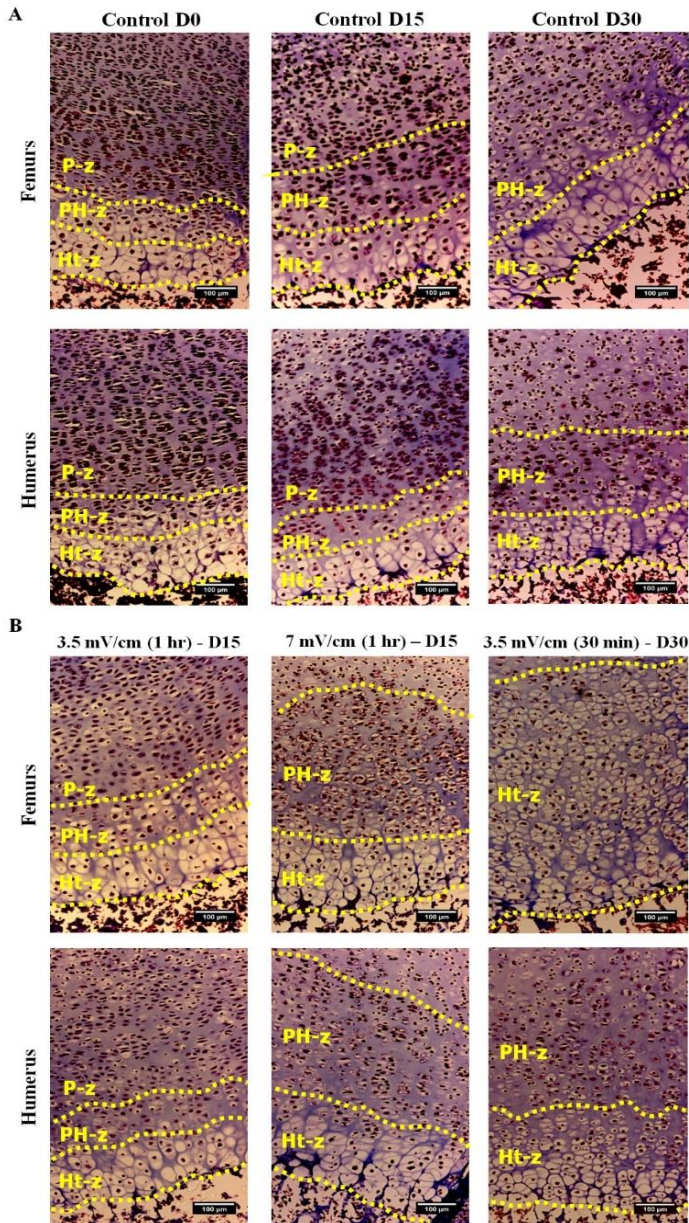 A
Control D0
Control D15
Control D30
Femurs
P-z
PH-z
Ht-z
100 µm
P-z
PH-z
Ht-z
100 µm
Ht-z
100 µm
Humerus
P-z
PH-z
Ht-z
100 µm
P-z
PH-z
Ht-z
100 µm
PH-z
Ht-z
100 µm
B
3.5 mV/cm (1 hr) - D15
7 mV/cm (1 hr) – D15
3.5 mV/cm (30 min) - D30
Femurs
P-z
PH-z
Ht-z
100 µm
PH-z
Ht-z
100 µm
Ht-z
100 µm
Humerus
P-z
PH-z
Ht-z
100 µm
PH-z
Ht-z
100 µm
PH-z
Ht-z
100 µm